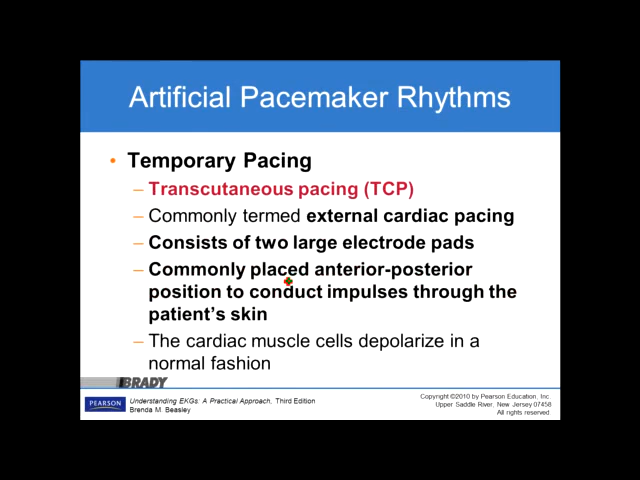 Artificial Pacemaker Rhythms
• Temporary Pacing
– Transcutaneous pacing (TCP)
– Commonly termed external cardiac pacing
– Consists of two large electrode pads
– Commonly placed anterior-posterior
position to conduct impulses through the
patient's skin
– The cardiac muscle cells depolarize in a
normal fashion
BRADY
PEARSON
Understanding EKGs: A Practical Approach, Third Edition
Brenda M. Beasley
Copyright ©2010 by Pearson Education, Inc.
Upper Saddle River, New Jersey 07458
All rights reserved.